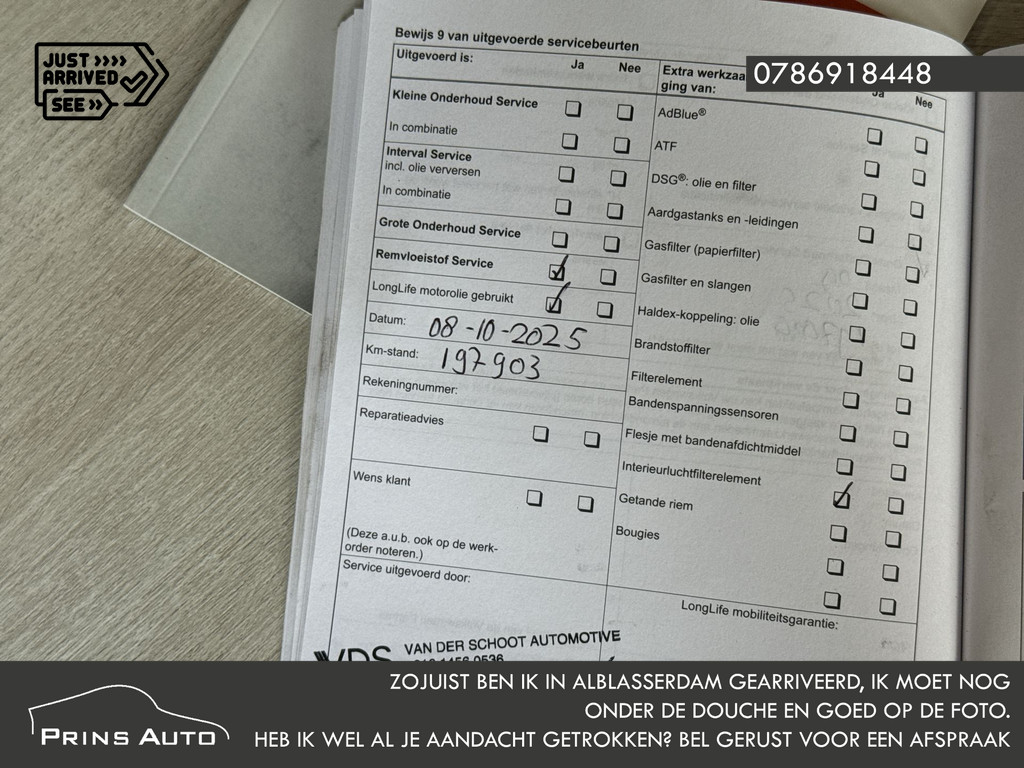 JUST »»
ARRIVED
SEE »
0786918448
Bewijs 9 van uitgevoerde servicebeurten
Uitgevoerd is:
Ja
Nee
Kleine Onderhoud Service
In combinatie
Interval Service
incl. olie verversen
In combinatie
Grote Onderhoud Service
Remvloeistof Service
LongLife motorolie gebruikt
Datum: 08-10-2025
Km-stand: 197903
Rekeningnummer:
Reparatieadvies
Wens klant
(Deze a.u.b. ook op de werk-
order noteren.)
Service uitgevoerd door:
VDS VAN DER SCHOOT AUTOMOTIVE
Extra
ging van:
Ja
Nee
AdBlue®
ATF
DSG®: olie en filter
Aardgastanks en -leidingen
Gasfilter (papierfilter)
Gasfilter en slangen
Haldex-koppeling: olie
Brandstoffilter
Filterelement
Bandenspanningssensoren
Flesje met bandenafdichtmiddel
Interieurluchtfilterelement
Getande riem
Bougies
LongLife mobiliteitsgarantie:
PRINS AUTO
ZOJUIST BEN IK IN ALBLASSERDAM GEARRIVEERD, IK MOET NOG
ONDER DE DOUCHE EN GOED OP DE FOTO.
HEB IK WEL AL JE AANDACHT GETROKKEN? BEL GERUST VOOR EEN AFSPRAAK